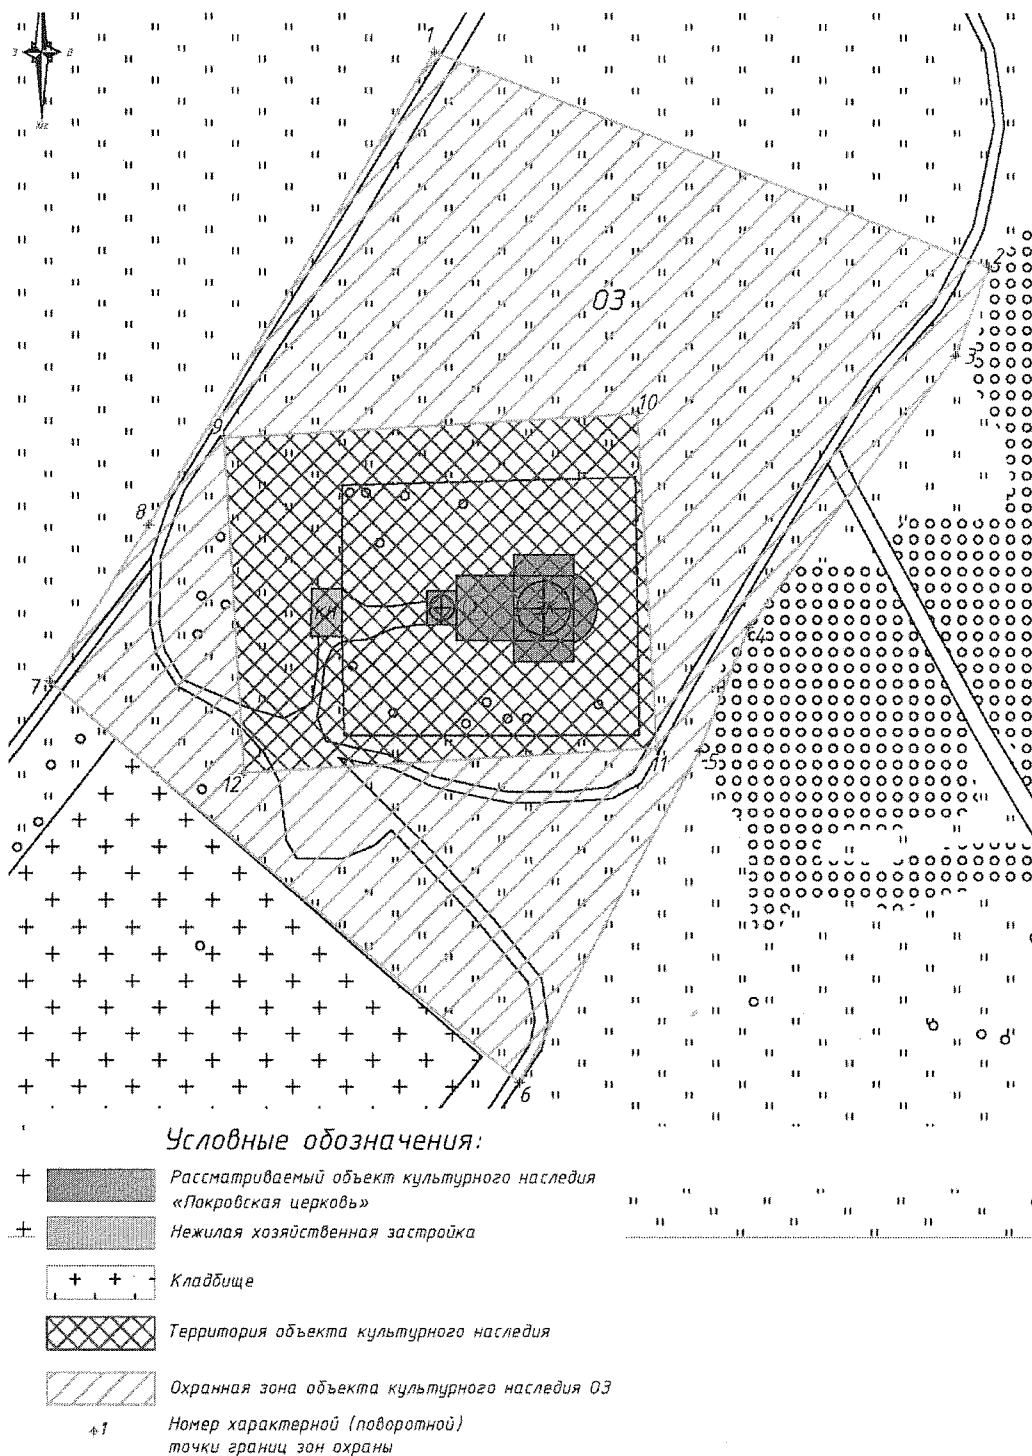 1
З В
2
ОЗ
3
10
9
8
КН
4
7
11 5
12
6
Условные обозначения:
Рассматриваемый объект культурного наследия
«Покровская церковь»
Нежилая хозяйственная застройка
Кладбище
Территория объекта культурного наследия
Охранная зона объекта культурного наследия ОЗ
1 Номер характерной (поворотной)
точки границ зон охраны